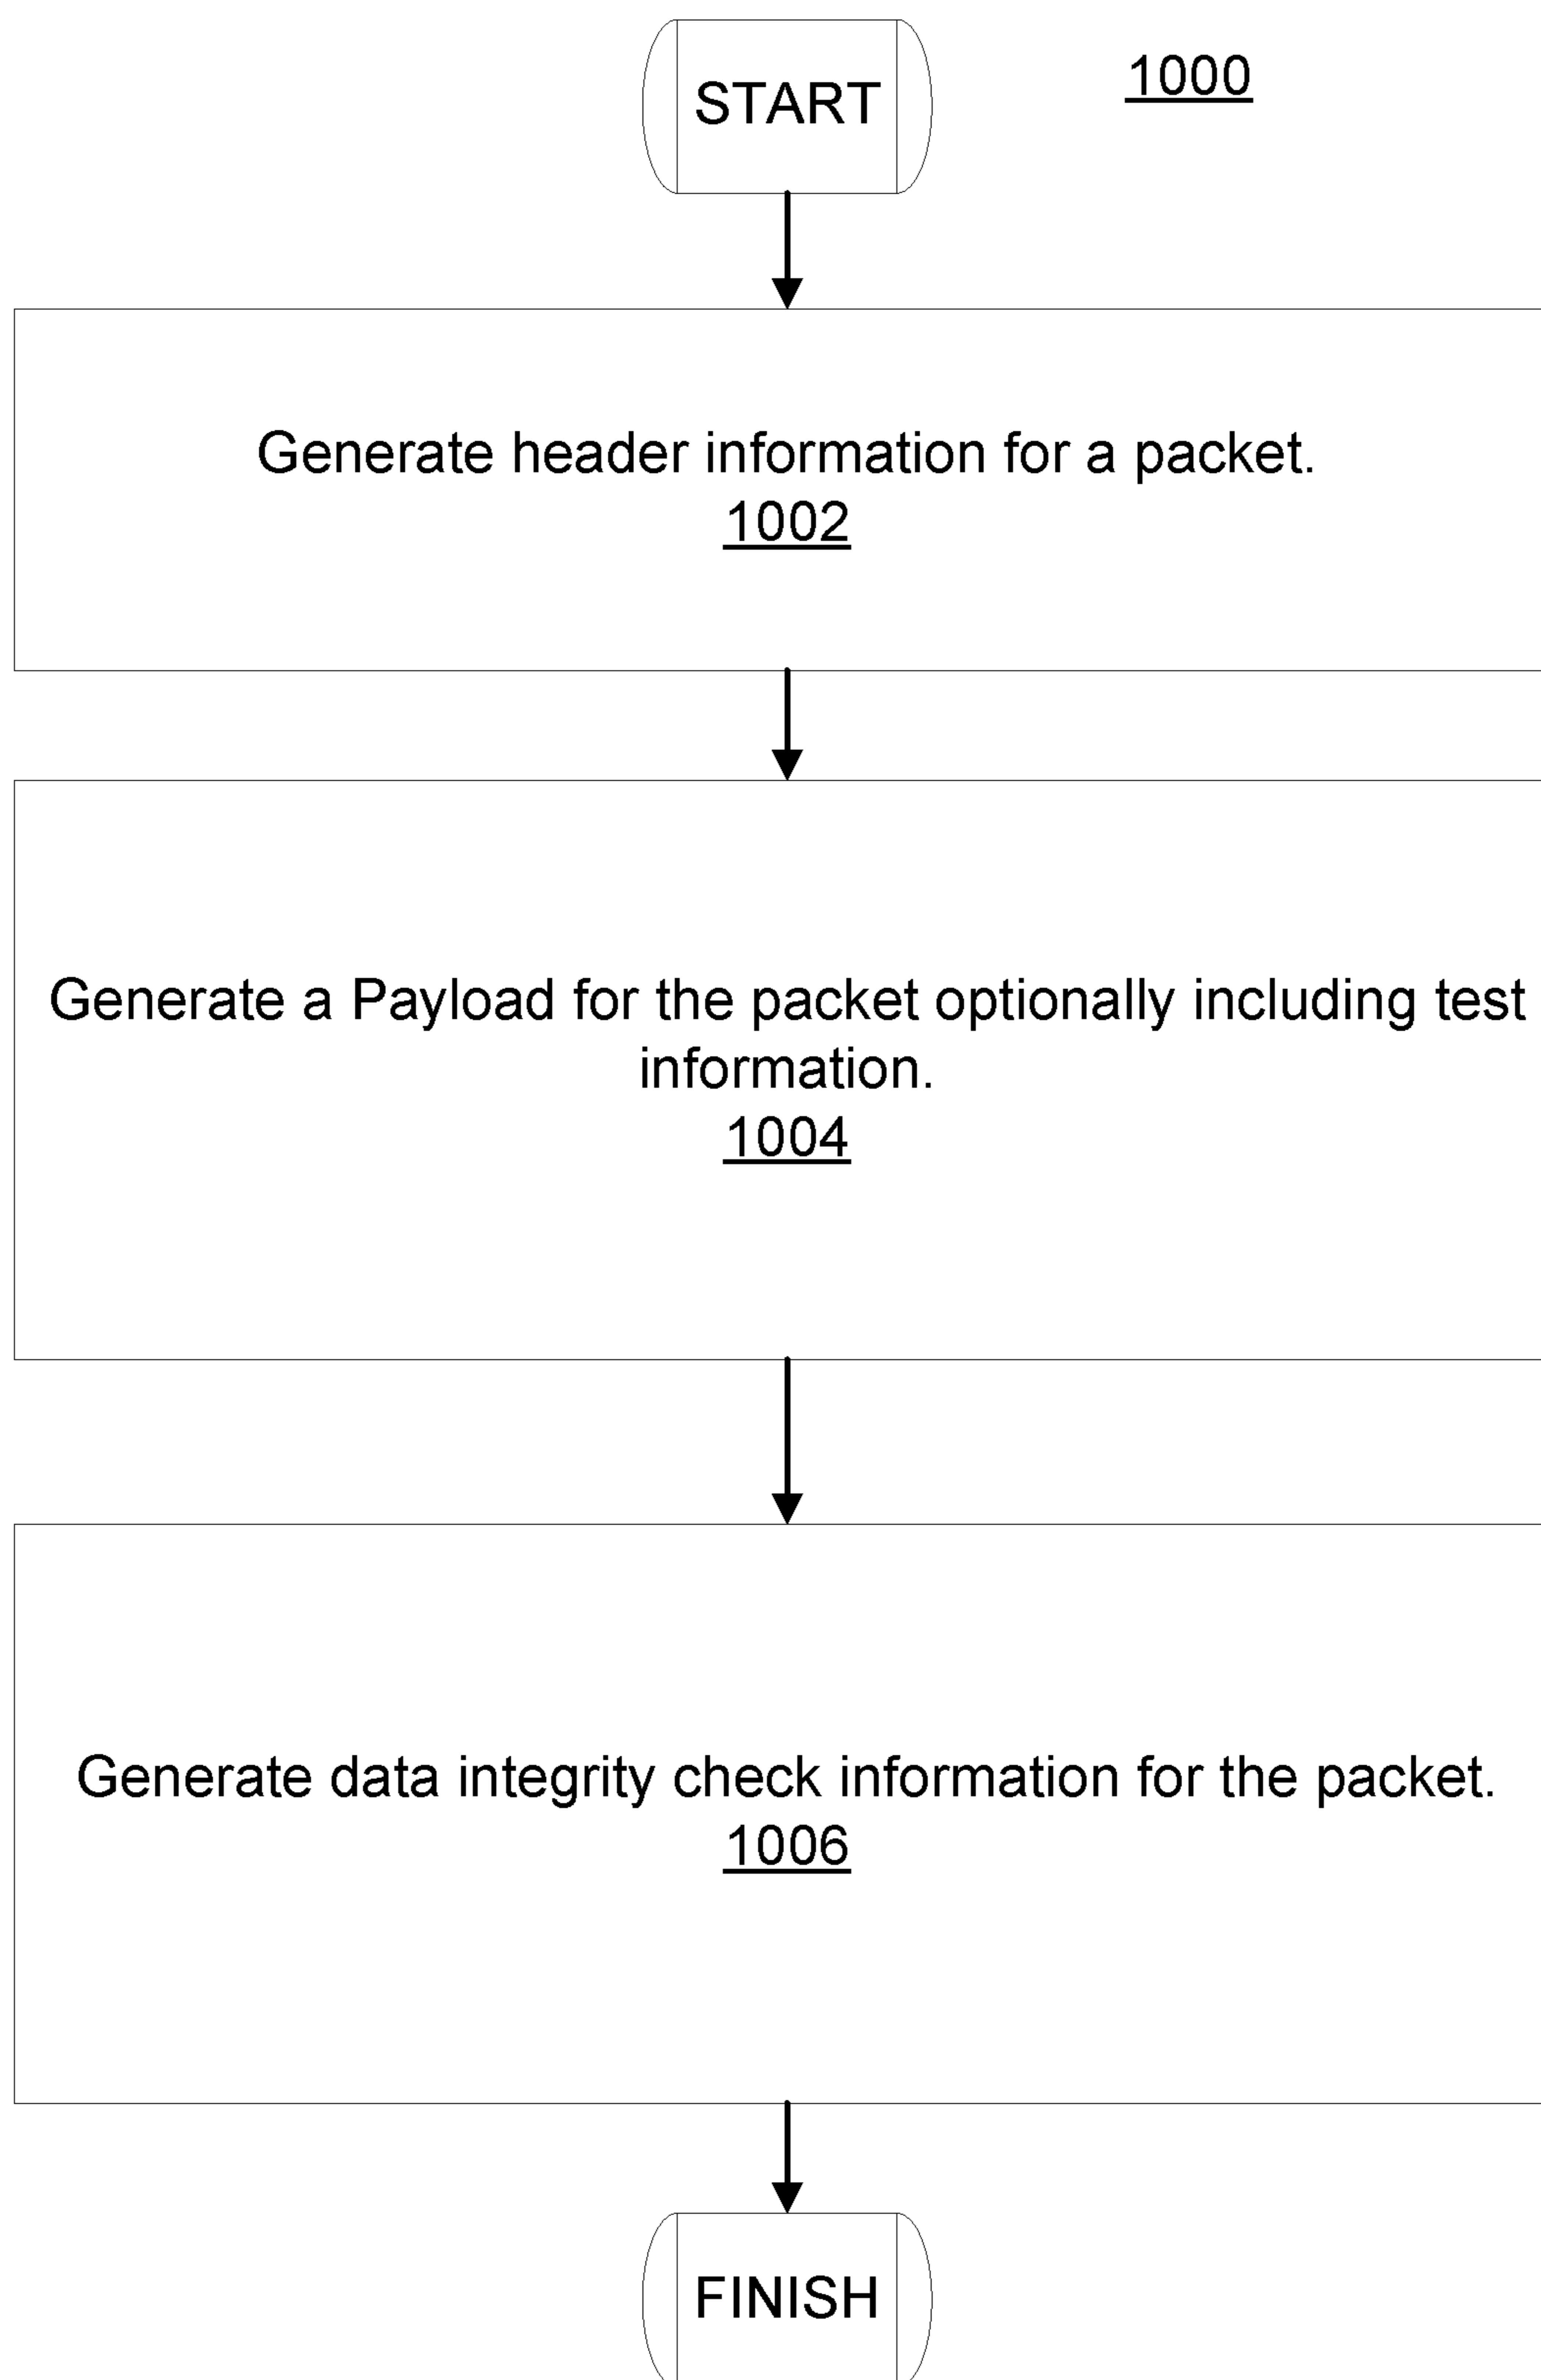 START
1000
Generate header information for a packet.
1002
Generate a Payload for the packet optionally including test
information.
1004
Generate data integrity check information for the packet.
1006
FINISH